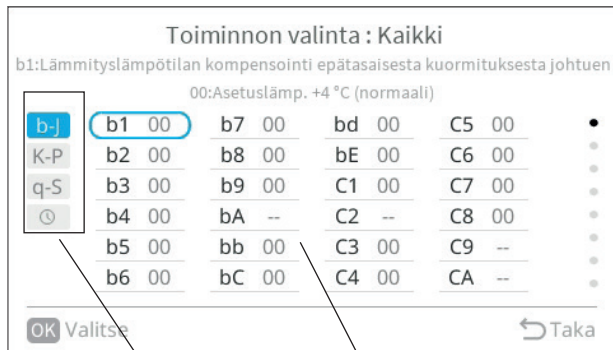 Toiminnon valinta : Kaikki
b1:Lämmityslämpötilan kompensointi epätasaisesta kuormituksesta johtuen
00:Asetuslämp. +4 °C (normaali)
b-J b1 00 b7 00 bd 00 C5 00
K-P b2 00 b8 00 bE 00 C6 00
q-S b3 00 b9 00 C1 00 C7 00
b4 00 bA -- C2 -- C8 00
b5 00 bb 00 C3 00 C9 --
b6 00 bC 00 C4 00 CA --
OK Valitse Taka